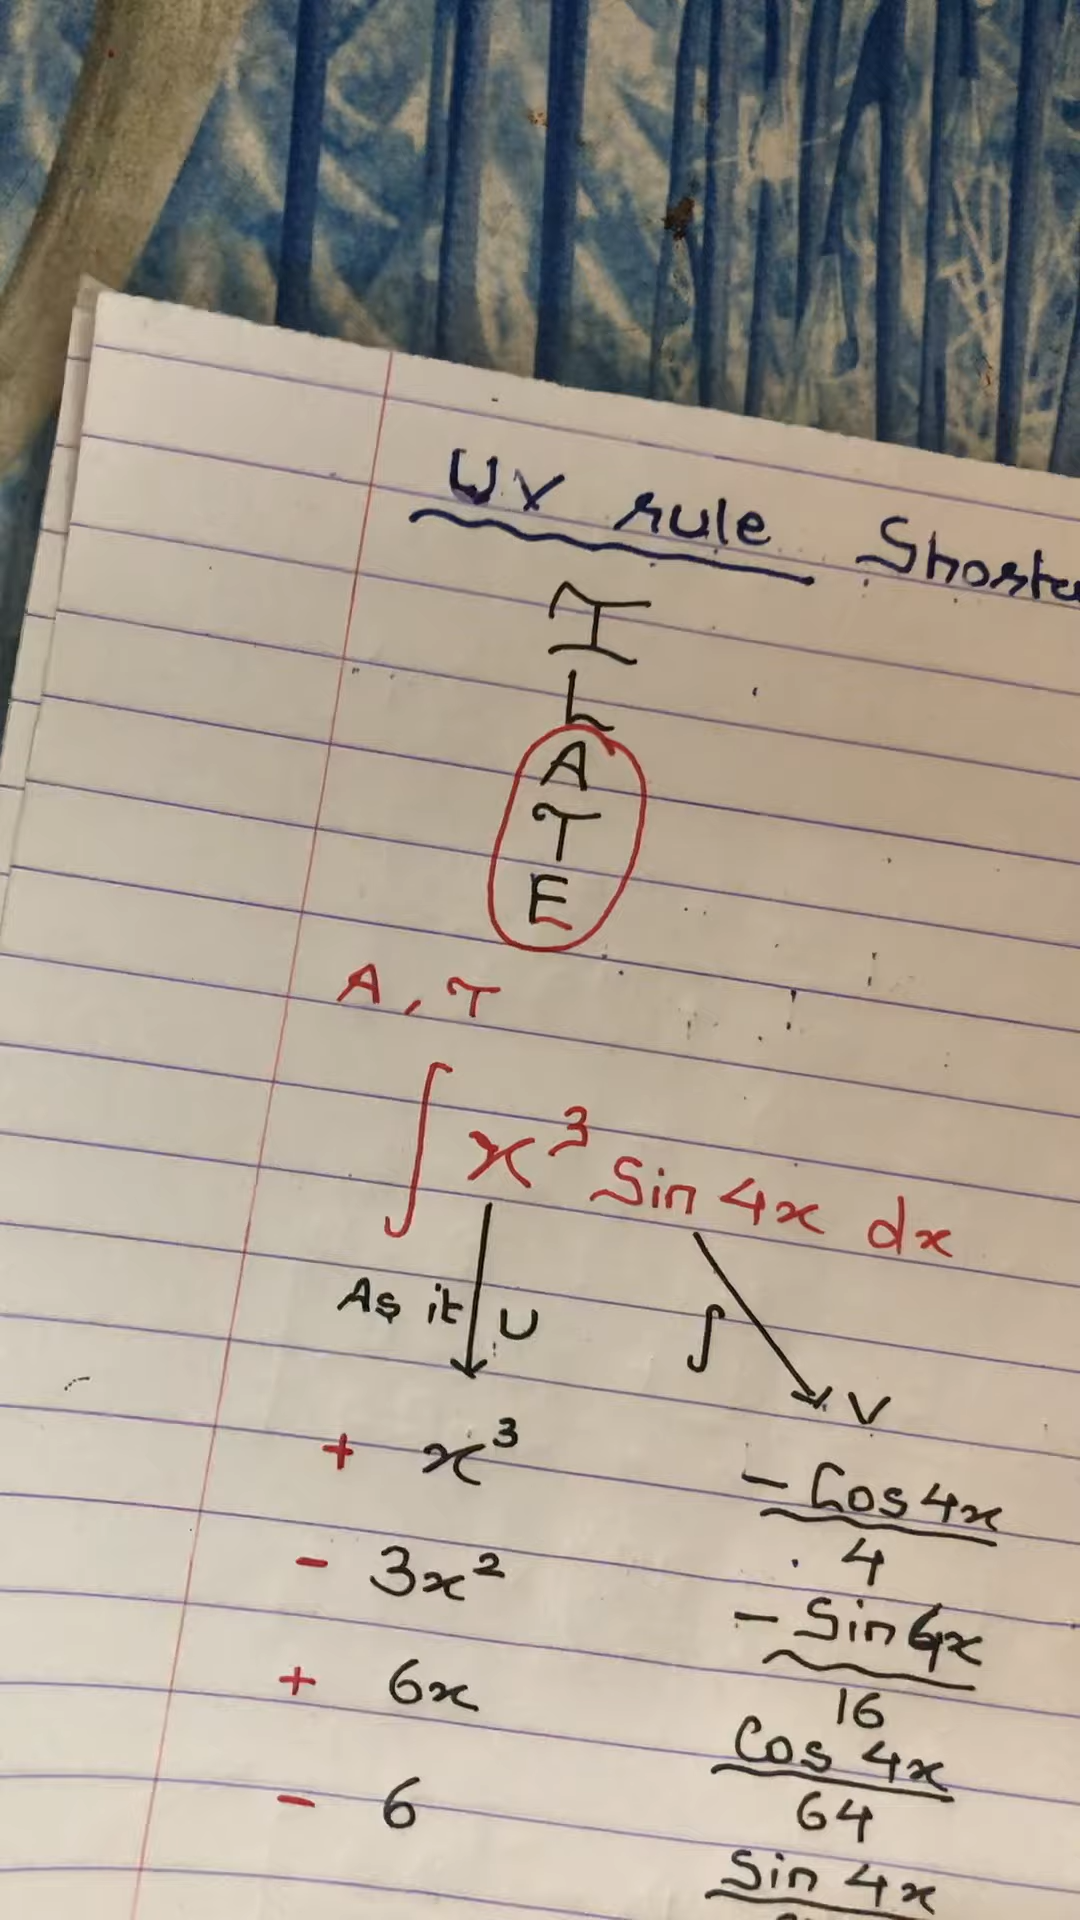 UV rule
I
L
A
T
E
A, T
∫ x³ Sin 4x dx
As it U ∫ V
+ x³ - Cos 4x / 4
- 3x² - Sin 4x / 16
+ 6x Cos 4x / 64
- 6 Sin 4x